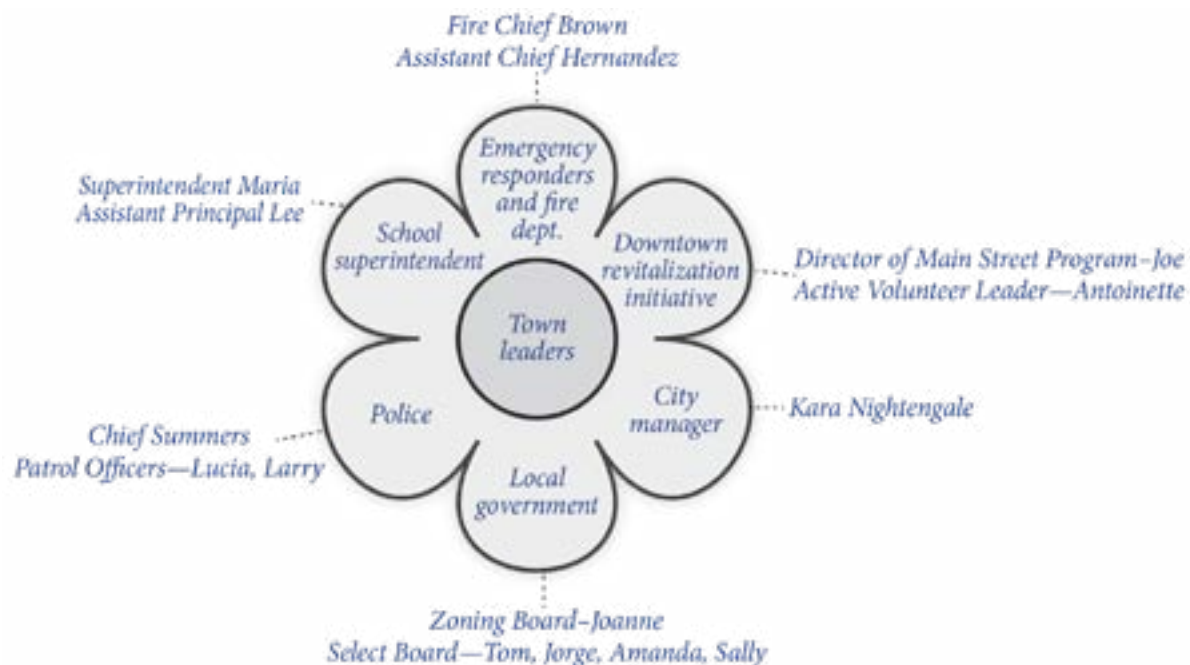 Fire Chief Brown
Assistant Chief Hernandez
Emergency
responders
and fire
dept.
Superintendent Maria
Assistant Principal Lee
School
superintendent
Downtown
revitalization
initiative
Director of Main Street Program–Joe
Active Volunteer Leader—Antoinette
Town
leaders
Police
City
manager
Kara Nightengale
Chief Summers
Patrol Officers—Lucia, Larry
Local
government
Zoning Board–Joanne
Select Board—Tom, Jorge, Amanda, Sally